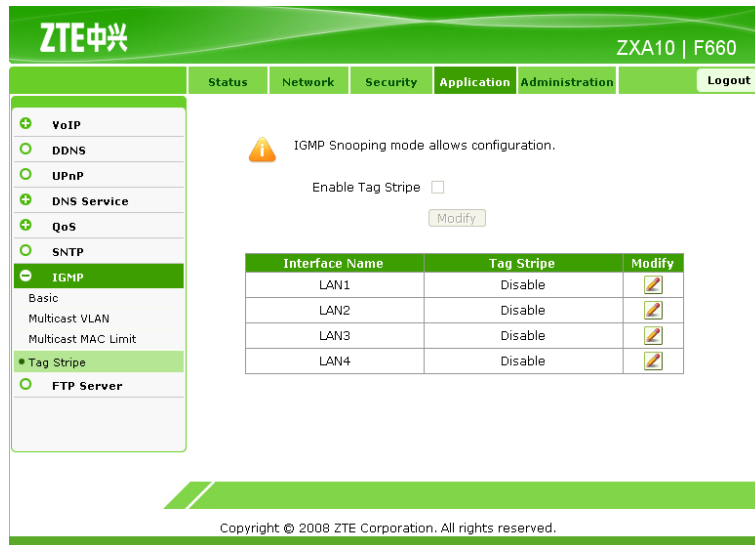 ZTE中兴
ZXA10 | F660
Status Network Security Application Administration Logout
VoIP
DDNS
UPnP
DNS Service
QoS
SNTP
IGMP
Basic
Multicast VLAN
Multicast MAC Limit
Tag Stripe
FTP Server
IGMP Snooping mode allows configuration.
Enable Tag Stripe
Modify
Interface Name Tag Stripe Modify
LAN1 Disable
LAN2 Disable
LAN3 Disable
LAN4 Disable
Copyright © 2008 ZTE Corporation. All rights reserved.